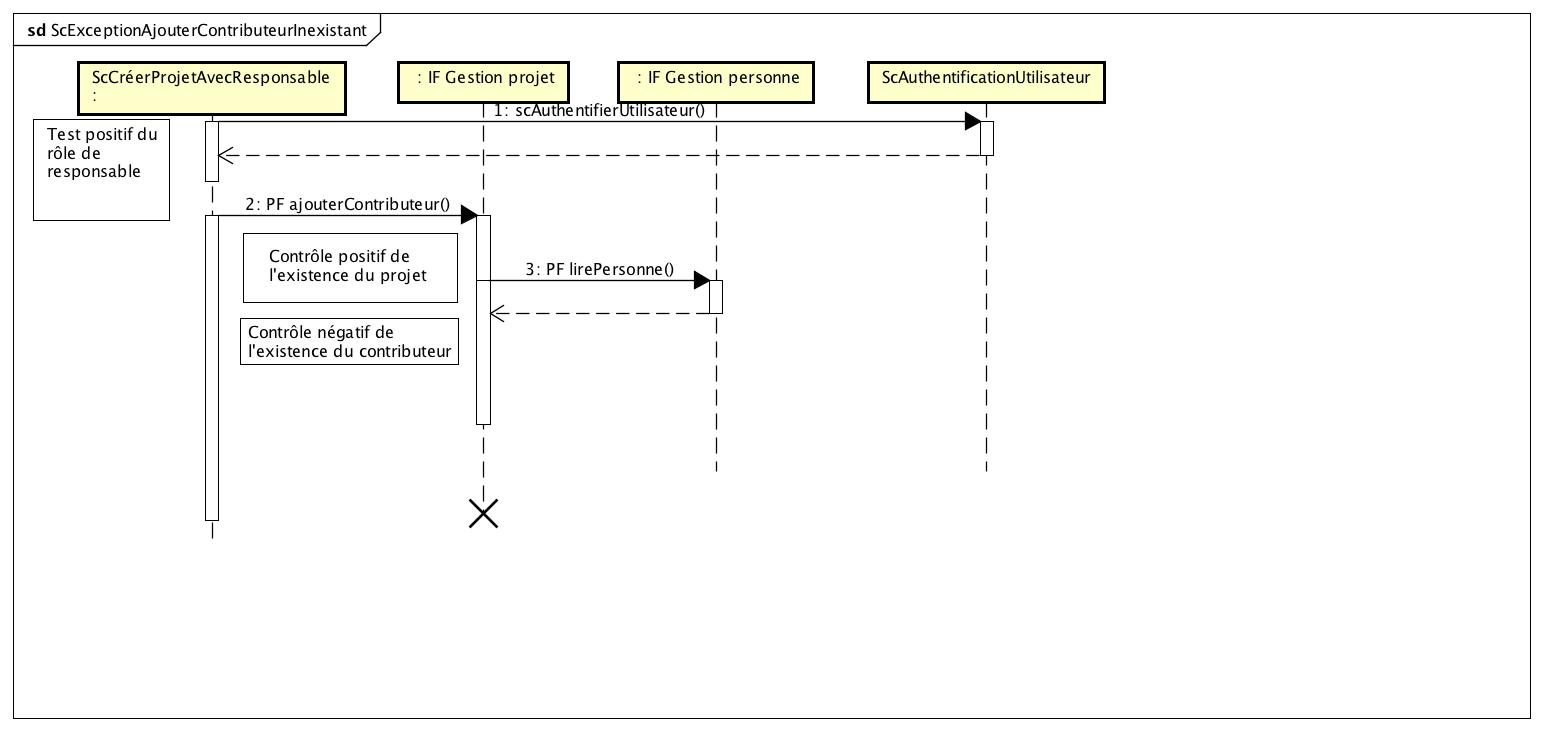 sd ScExceptionAjouterContributeurInexistant
ScCréerProjetAvecResponsable
:
: IF Gestion projet
: IF Gestion personne
ScAuthentificationUtilisateur
1: scAuthentifierUtilisateur()
Test positif du
rôle de
responsable
2: PF ajouterContributeur()
Contrôle positif de
l'existence du projet
3: PF lirePersonne()
Contrôle négatif de
l'existence du contributeur